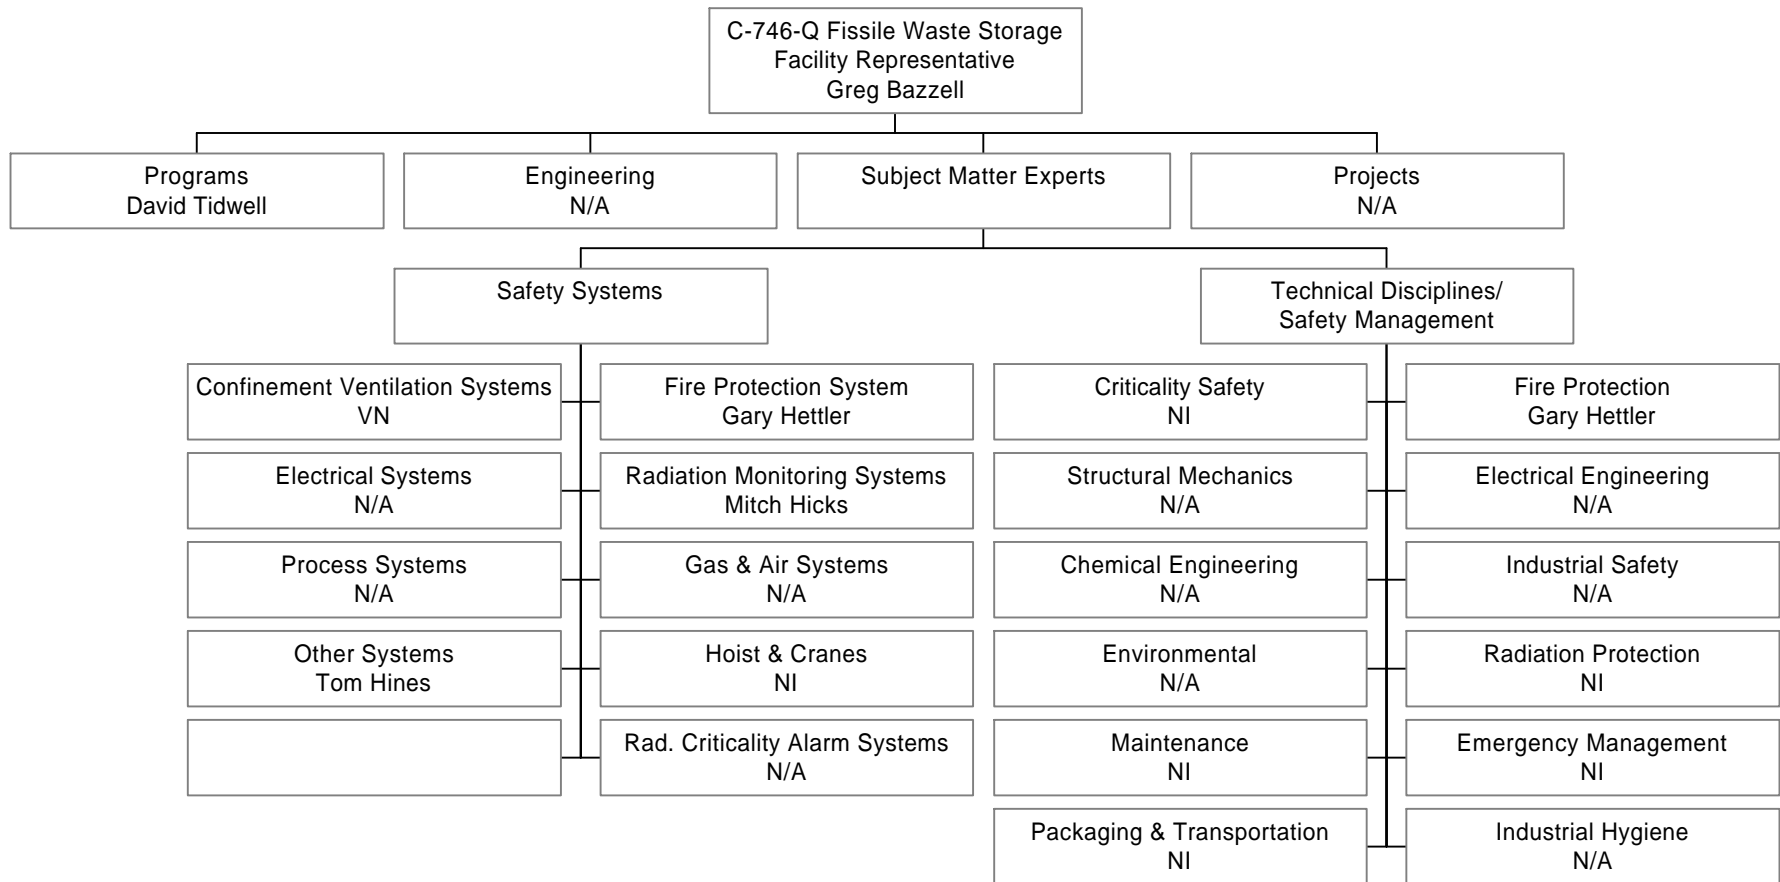 C-746-Q Fissile Waste Storage
Facility Representative
Greg Bazzell
Programs
David Tidwell
Engineering
N/A
Subject Matter Experts
Projects
N/A
Safety Systems
Technical Disciplines/
Safety Management
Confinement Ventilation Systems
VN
Fire Protection System
Gary Hettler
Criticality Safety
NI
Fire Protection
Gary Hettler
Electrical Systems
N/A
Radiation Monitoring Systems
Mitch Hicks
Structural Mechanics
N/A
Electrical Engineering
N/A
Process Systems
N/A
Gas & Air Systems
N/A
Chemical Engineering
N/A
Industrial Safety
N/A
Other Systems
Tom Hines
Hoist & Cranes
NI
Environmental
N/A
Radiation Protection
NI
Rad. Criticality Alarm Systems
N/A
Maintenance
NI
Emergency Management
NI
Packaging & Transportation
NI
Industrial Hygiene
N/A